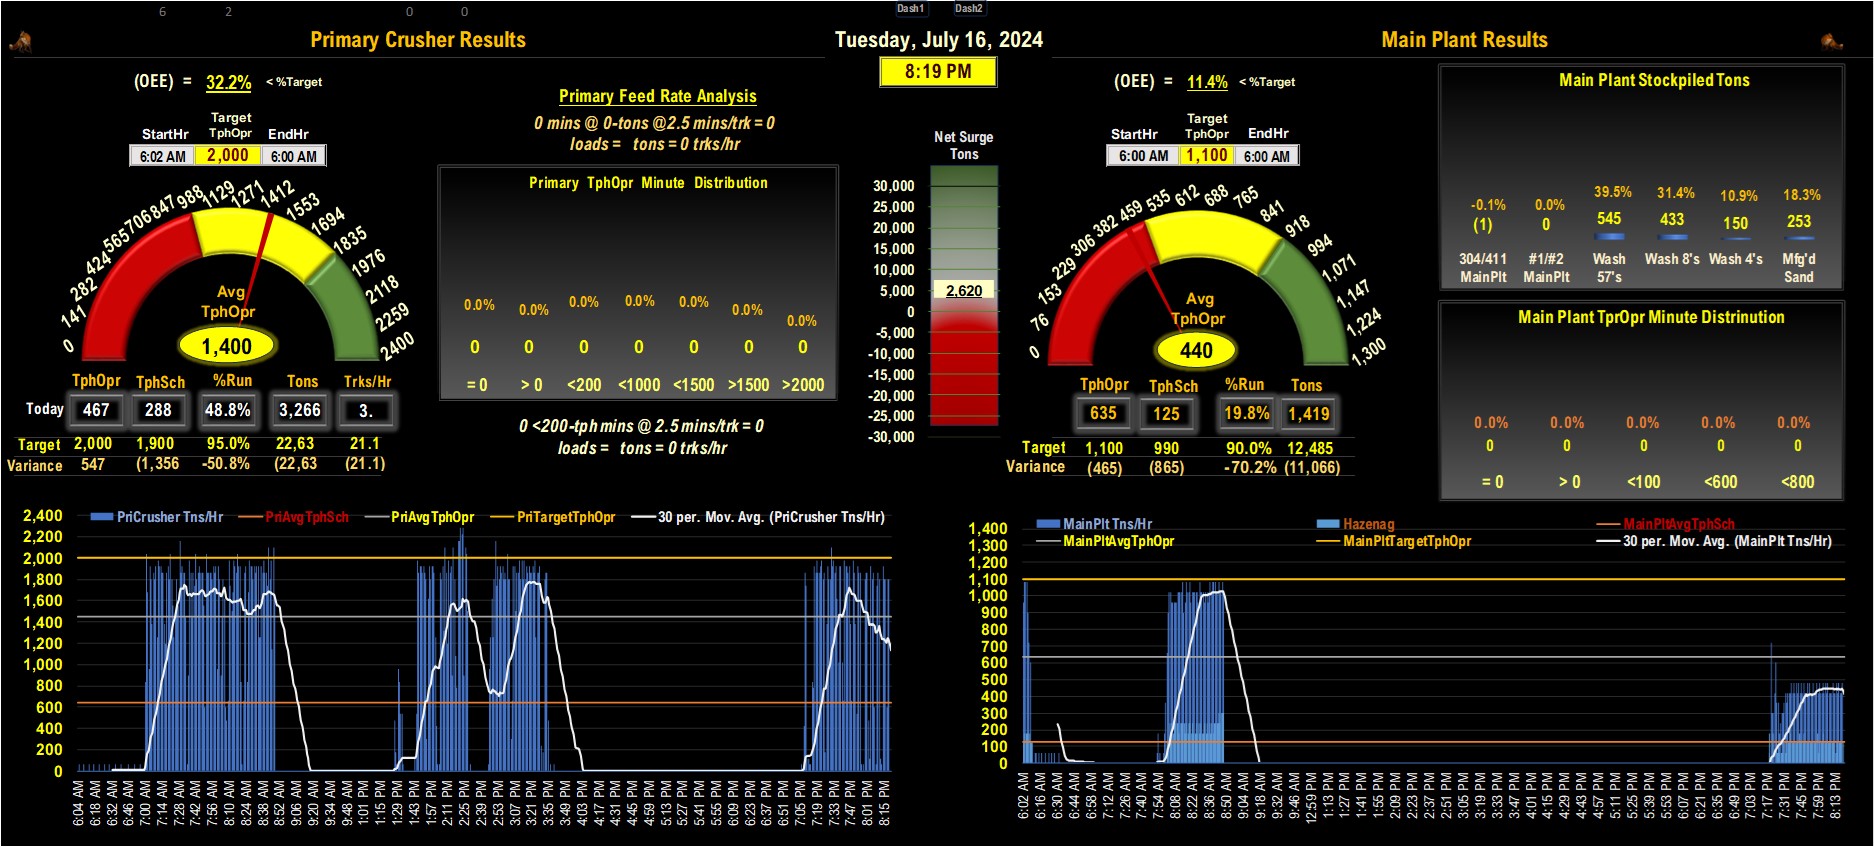 6 2 0 0 Dash1 Dash2
Primary Crusher Results
Tuesday, July 16, 2024
Main Plant Results
8:19 PM
(OEE) = 32.2% < %Target
Target
StartHr TphOpr EndHr
6:02 AM 2,000 6:00 AM
0 141 282 424 565 706 847 988 1129 1271 1412 1553 1694 1835 1976 2118 2259 2400
Avg
TphOpr
1,400
TphOpr TphSch %Run Tons Trks/Hr
Today 467 288 48.8% 3,266 3.
Target 2,000 1,900 95.0% 22,63 21.1
Variance 547 (1,356 -50.8% (22,63 (21.1)
Primary Feed Rate Analysis
0 mins @ 0-tons @2.5 mins/trk = 0
loads = tons = 0 trks/hr
Primary TphOpr Minute Distribution
0.0% 0.0% 0.0% 0.0% 0.0% 0.0% 0.0%
0 0 0 0 0 0 0
= 0 > 0 <200 <1000 <1500 >1500 >2000
0 <200-tph mins @ 2.5 mins/trk = 0
loads = tons = 0 trks/hr
Net Surge
Tons
30,000
25,000
20,000
15,000
10,000
5,000
2,620
0
-5,000
-10,000
-15,000
-20,000
-25,000
-30,000
(OEE) = 11.4% < %Target
Target
StartHr TphOpr EndHr
6:00 AM 1,100 6:00 AM
0 76 153 229 306 382 459 535 612 688 765 841 918 994 1,071 1,147 1,224 1,300
Avg
TphOpr
440
TphOpr TphSch %Run Tons
635 125 19.8% 1,419
Target 1,100 990 90.0% 12,485
Variance (465) (865) -70.2% (11,066)
Main Plant Stockpiled Tons
-0.1% 0.0% 39.5% 31.4% 10.9% 18.3%
(1) 0 545 433 150 253
304/411 #1/#2 Wash Wash 8's Wash 4's Mfg'd
MainPlt MainPlt 57's Sand
Main Plant TprOpr Minute Distrinution
0.0% 0.0% 0.0% 0.0% 0.0%
0 0 0 0 0
= 0 > 0 <100 <600 <800
PriCrusher Tns/Hr PriAvgTphSch PriAvgTphOpr PriTargetTphOpr 30 per. Mov. Avg. (PriCrusher Tns/Hr)
2,400
2,200
2,000
1,800
1,600
1,400
1,200
1,000
800
600
400
200
0
6:04 AM 6:18 AM 6:32 AM 6:46 AM 7:00 AM 7:14 AM 7:28 AM 7:42 AM 7:56 AM 8:10 AM 8:24 AM 8:38 AM 8:52 AM 9:06 AM 9:20 AM 9:34 AM 9:48 AM 1:01 PM 1:15 PM 1:29 PM 1:43 PM 1:57 PM 2:11 PM 2:25 PM 2:39 PM 2:53 PM 3:07 PM 3:21 PM 3:35 PM 3:49 PM 4:03 PM 4:17 PM 4:31 PM 4:45 PM 4:59 PM 5:13 PM 5:27 PM 5:41 PM 5:55 PM 6:09 PM 6:23 PM 6:37 PM 6:51 PM 7:05 PM 7:19 PM 7:33 PM 7:47 PM 8:01 PM 8:15 PM
MainPlt Tns/Hr Hazenag MainPltAvgTphSch
MainPltAvgTphOpr MainPltTargetTphOpr 30 per. Mov. Avg. (MainPlt Tns/Hr)
1,400
1,300
1,200
1,100
1,000
900
800
700
600
500
400
300
200
100
0
6:02 AM 6:16 AM 6:30 AM 6:44 AM 6:58 AM 7:12 AM 7:26 AM 7:40 AM 7:54 AM 8:08 AM 8:22 AM 8:36 AM 8:50 AM 9:04 AM 9:18 AM 9:32 AM 9:46 AM 12:59 PM 1:13 PM 1:27 PM 1:41 PM 1:55 PM 2:09 PM 2:23 PM 2:37 PM 2:51 PM 3:05 PM 3:19 PM 3:33 PM 3:47 PM 4:01 PM 4:15 PM 4:29 PM 4:43 PM 4:57 PM 5:11 PM 5:25 PM 5:39 PM 5:53 PM 6:07 PM 6:21 PM 6:35 PM 6:49 PM 7:03 PM 7:17 PM 7:31 PM 7:45 PM 7:59 PM 8:13 PM